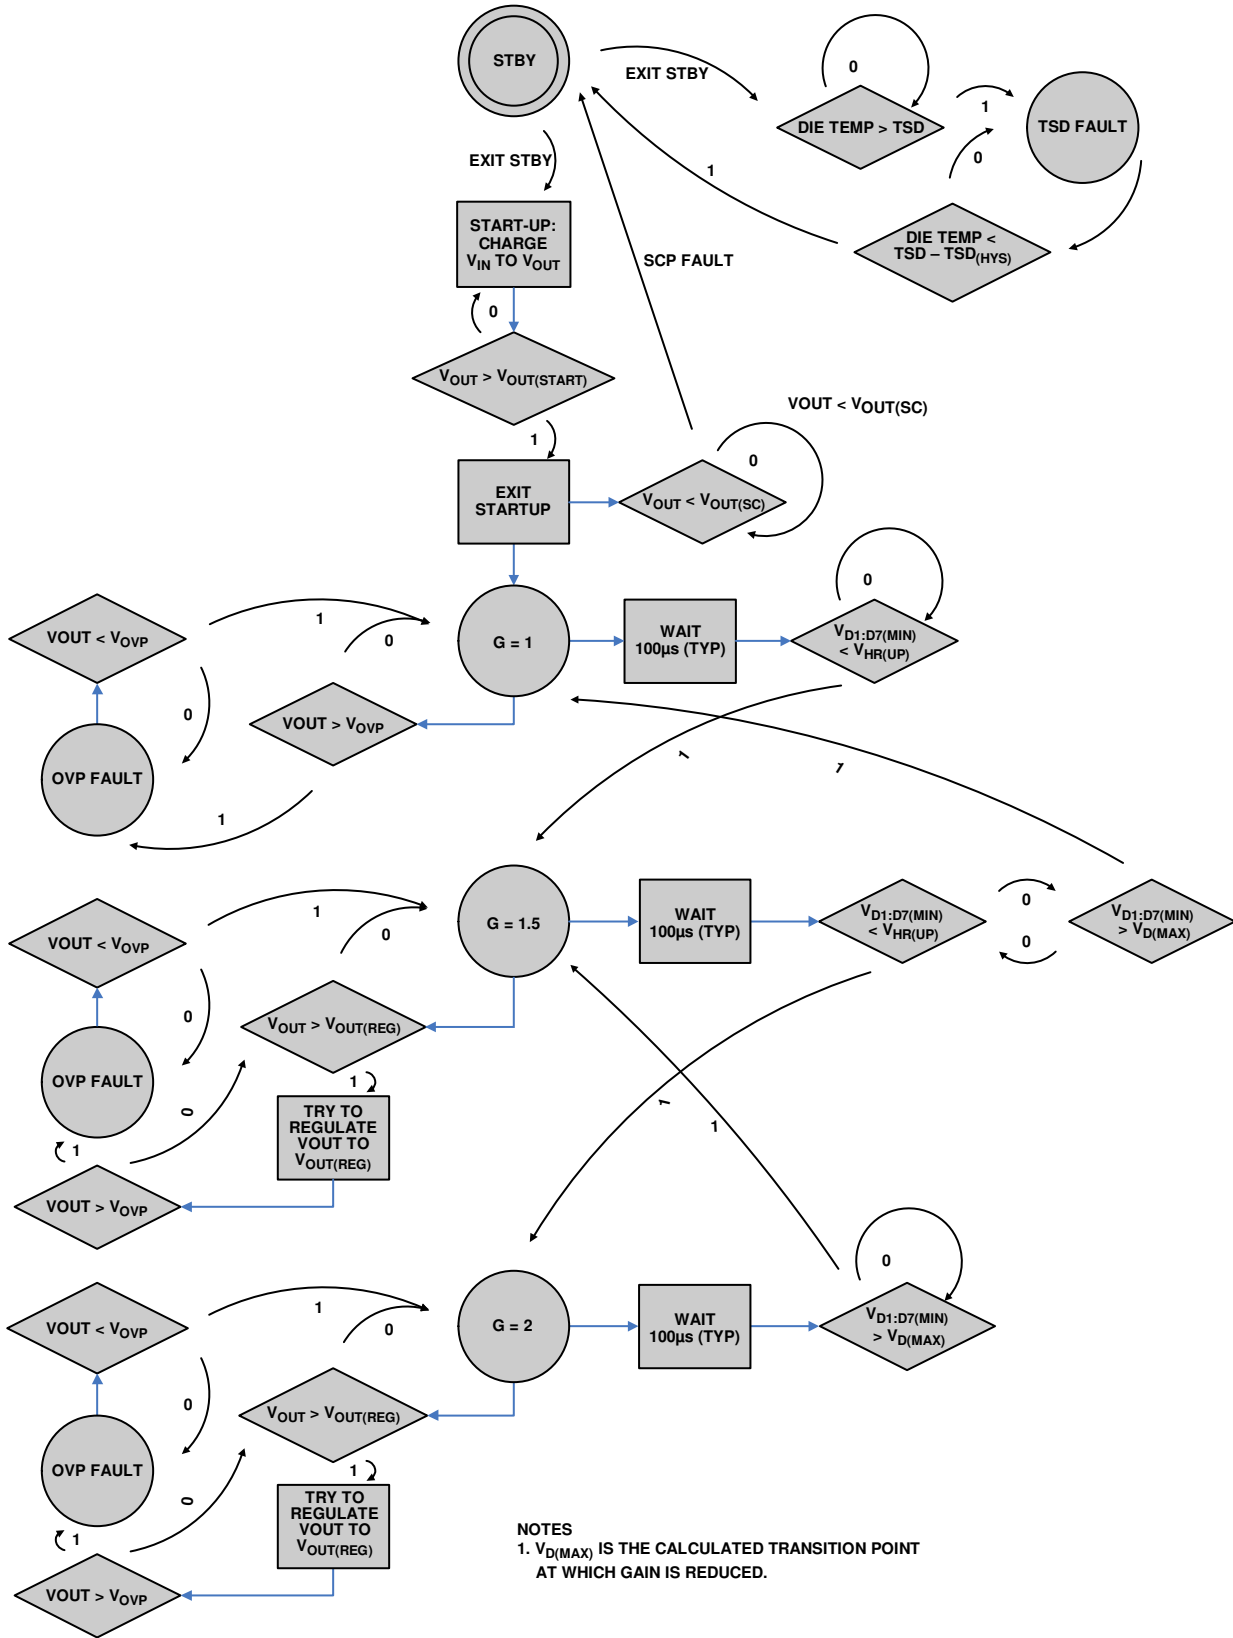 STBY
EXIT STBY
0
DIE TEMP > TSD
1
TSD FAULT
0
EXIT STBY
1
DIE TEMP <
TSD – TSD(HYS)
START-UP:
CHARGE
VIN TO VOUT
SCP FAULT
0
VOUT > VOUT(START)
1
VOUT < VOUT(SC)
0
EXIT
STARTUP
VOUT < VOUT(SC)
0
VOUT < VOVP
1
0
G = 1
WAIT
100µs (TYP)
VD1:D7(MIN)
< VHR(UP)
0
VOUT > VOVP
OVP FAULT
1
1
1
VOUT < VOVP
1
0
G = 1.5
WAIT
100µs (TYP)
VD1:D7(MIN)
< VHR(UP)
0
0
VD1:D7(MIN)
> VD(MAX)
0
VOUT > VOUT(REG)
OVP FAULT
1
0
TRY TO
REGULATE
VOUT TO
VOUT(REG)
1
1
1
VOUT > VOVP
0
VOUT < VOVP
1
0
G = 2
WAIT
100µs (TYP)
VD1:D7(MIN)
> VD(MAX)
0
VOUT > VOUT(REG)
OVP FAULT
1
0
TRY TO
REGULATE
VOUT TO
VOUT(REG)
1
VOUT > VOVP
NOTES
1. VD(MAX) IS THE CALCULATED TRANSITION POINT
AT WHICH GAIN IS REDUCED.